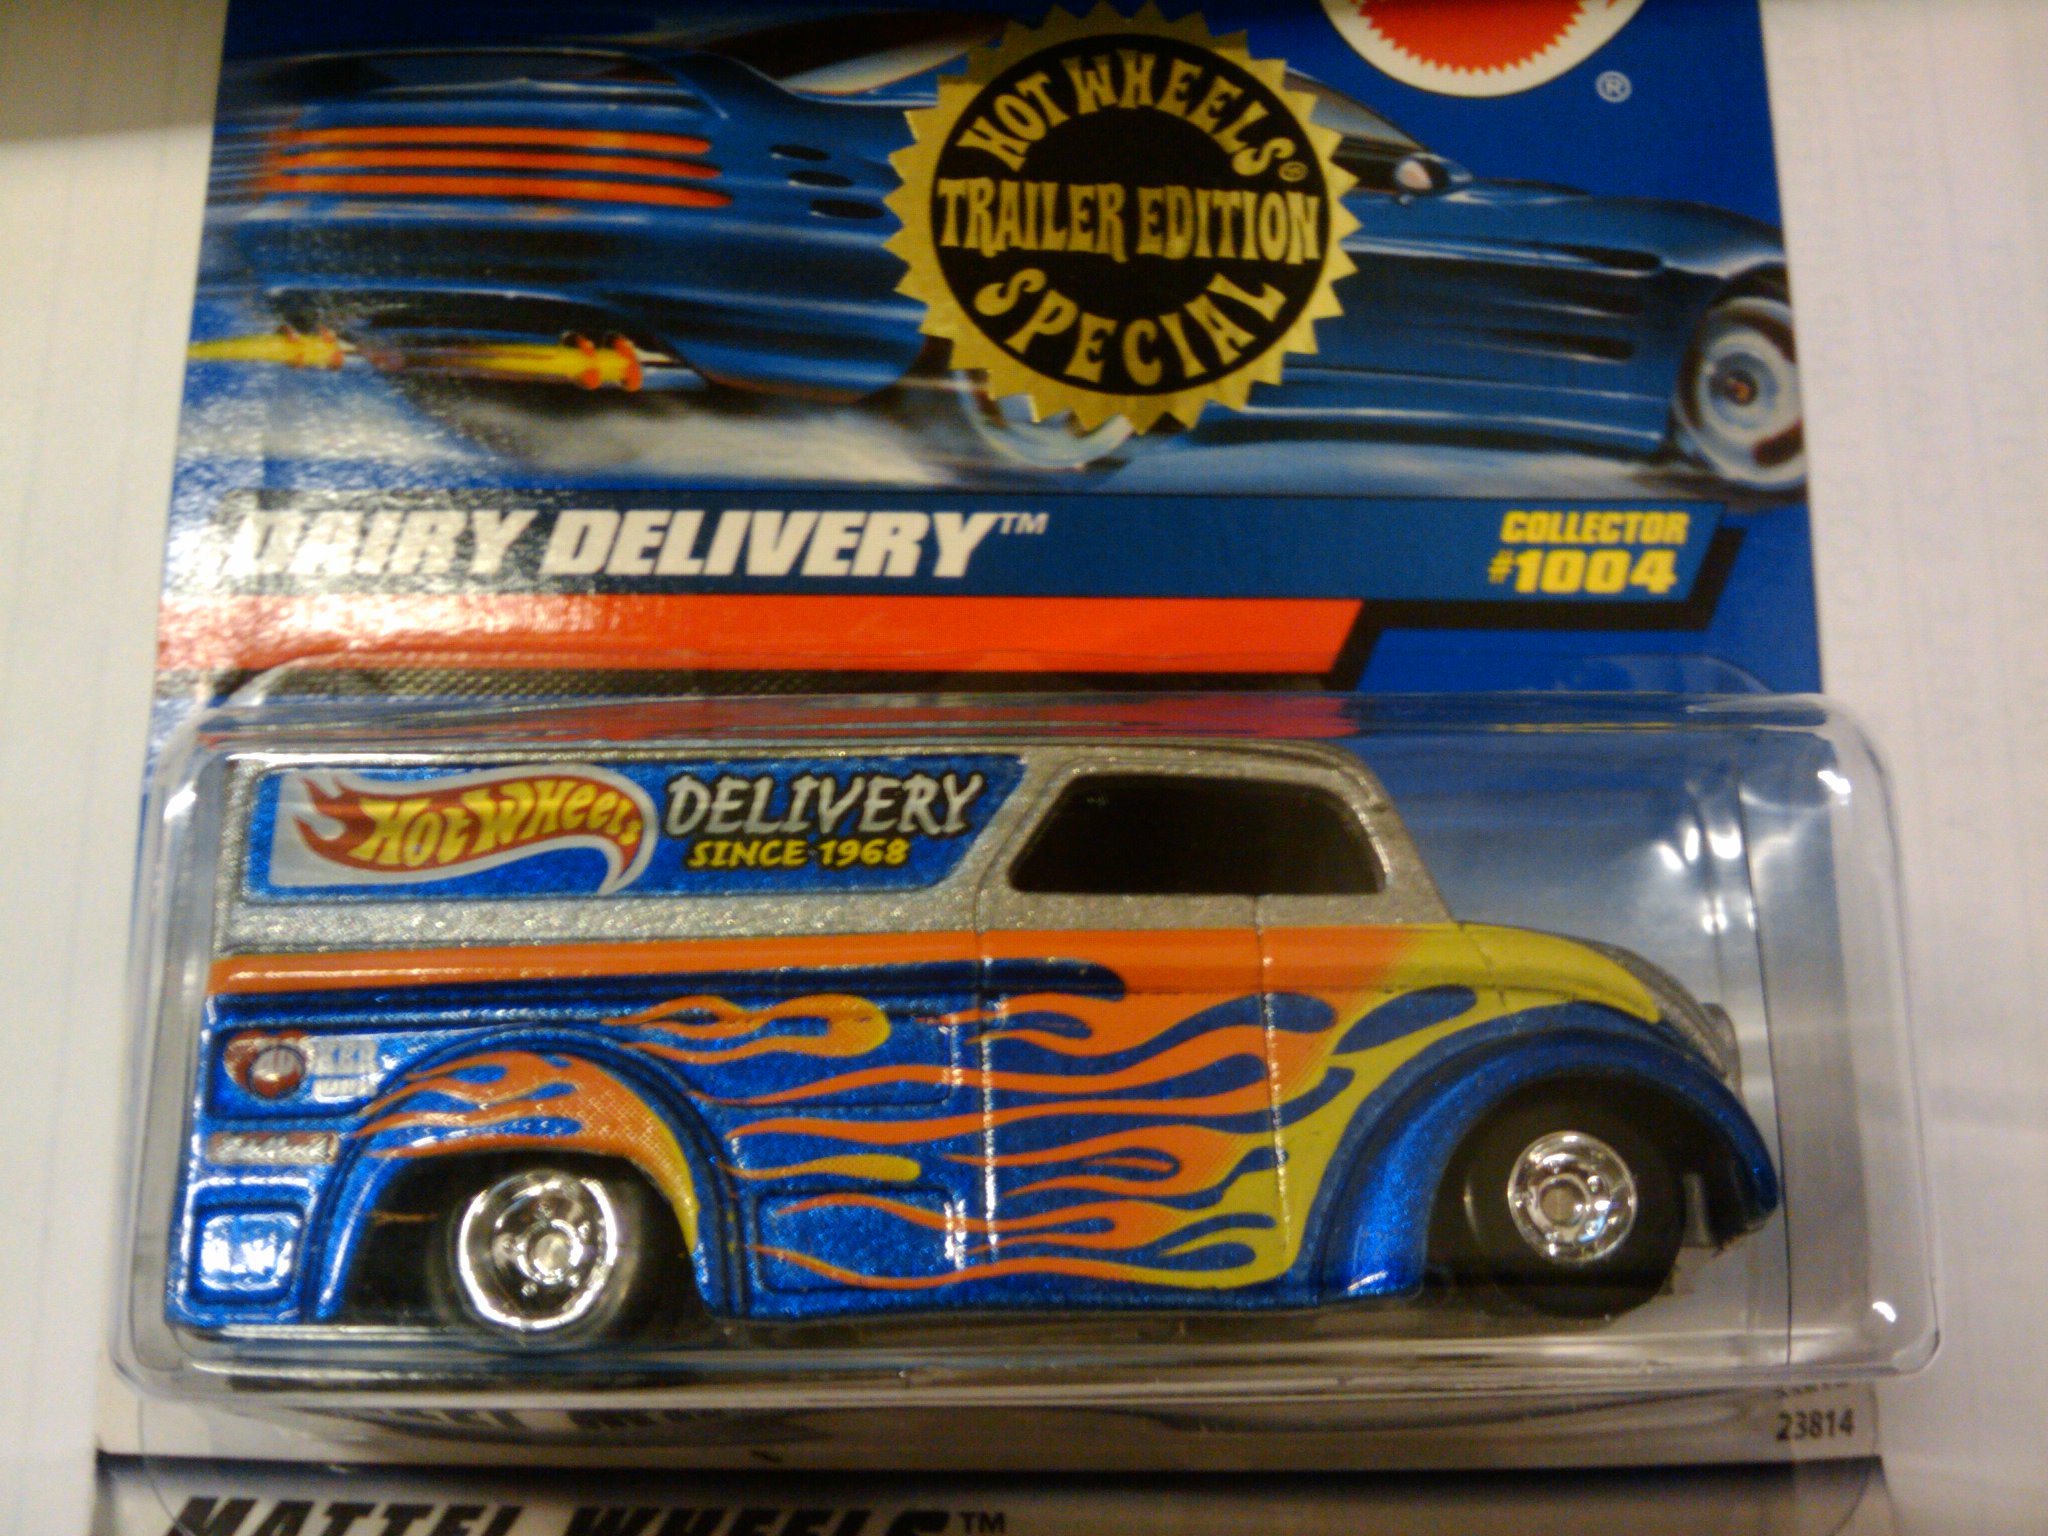 HOT WHEELS®
TRAILER EDITION
SPECIAL
®
DAIRY DELIVERY™
COLLECTOR
#1004
HOT WHEELS
DELIVERY
SINCE 1968
23814
MATTEL WHEELS™